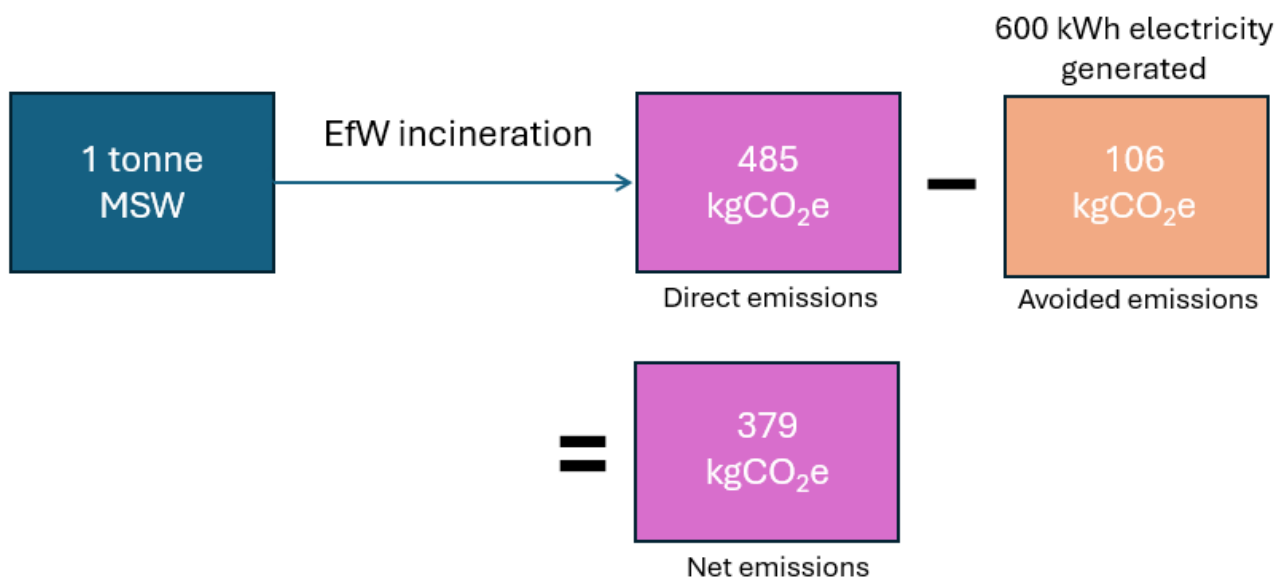 600 kWh electricity
generated
1 tonne
MSW
EfW incineration
485
kgCO₂e
−
106
kgCO₂e
Direct emissions
Avoided emissions
=
379
kgCO₂e
Net emissions